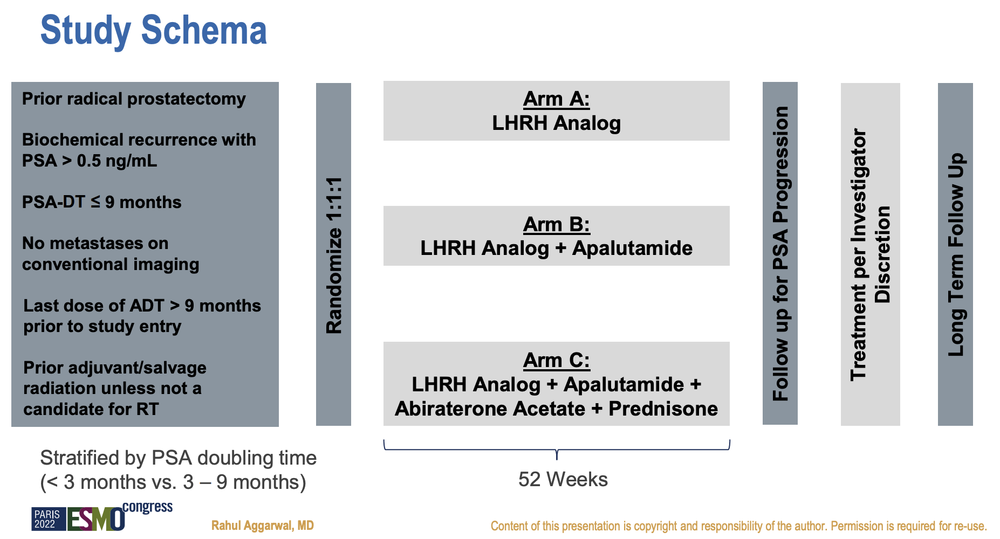 Study Schema
Prior radical prostatectomy
Biochemical recurrence with
PSA > 0.5 ng/mL
PSA-DT ≤ 9 months
No metastases on
conventional imaging
Last dose of ADT > 9 months
prior to study entry
Prior adjuvant/salvage
radiation unless not a
candidate for RT
Randomize 1:1:1
Arm A:
LHRH Analog
Arm B:
LHRH Analog + Apalutamide
Arm C:
LHRH Analog + Apalutamide +
Abiraterone Acetate + Prednisone
Follow up for PSA Progression
Treatment per Investigator
Discretion
Long Term Follow Up
Stratified by PSA doubling time
(< 3 months vs. 3 – 9 months)
52 Weeks
PARIS
2022
ESMO
congress
Rahul Aggarwal, MD
Content of this presentation is copyright and responsibility of the author. Permission is required for re-use.